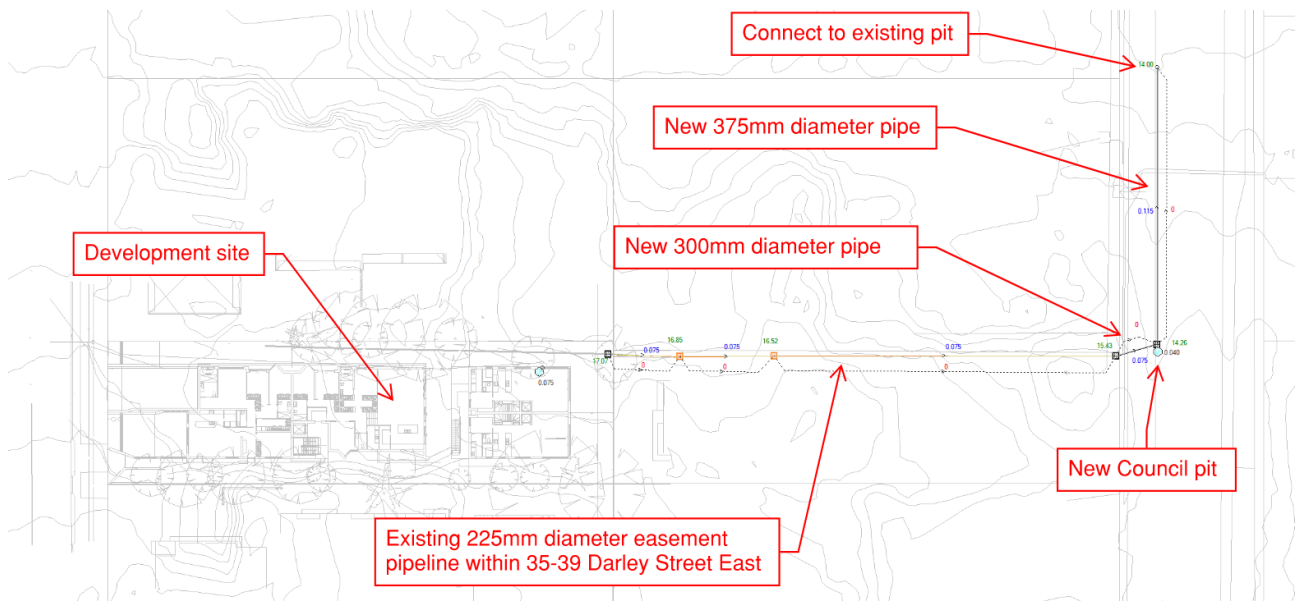 Connect to existing pit
14.00
New 375mm diameter pipe
0.115
0
Development site
New 300mm diameter pipe
0
16.85
16.52
15.43
14.26
0.075
0.075
0.075
0.075
0.040
17.07
0
0
0
0.075
New Council pit
Existing 225mm diameter easement
pipeline within 35-39 Darley Street East